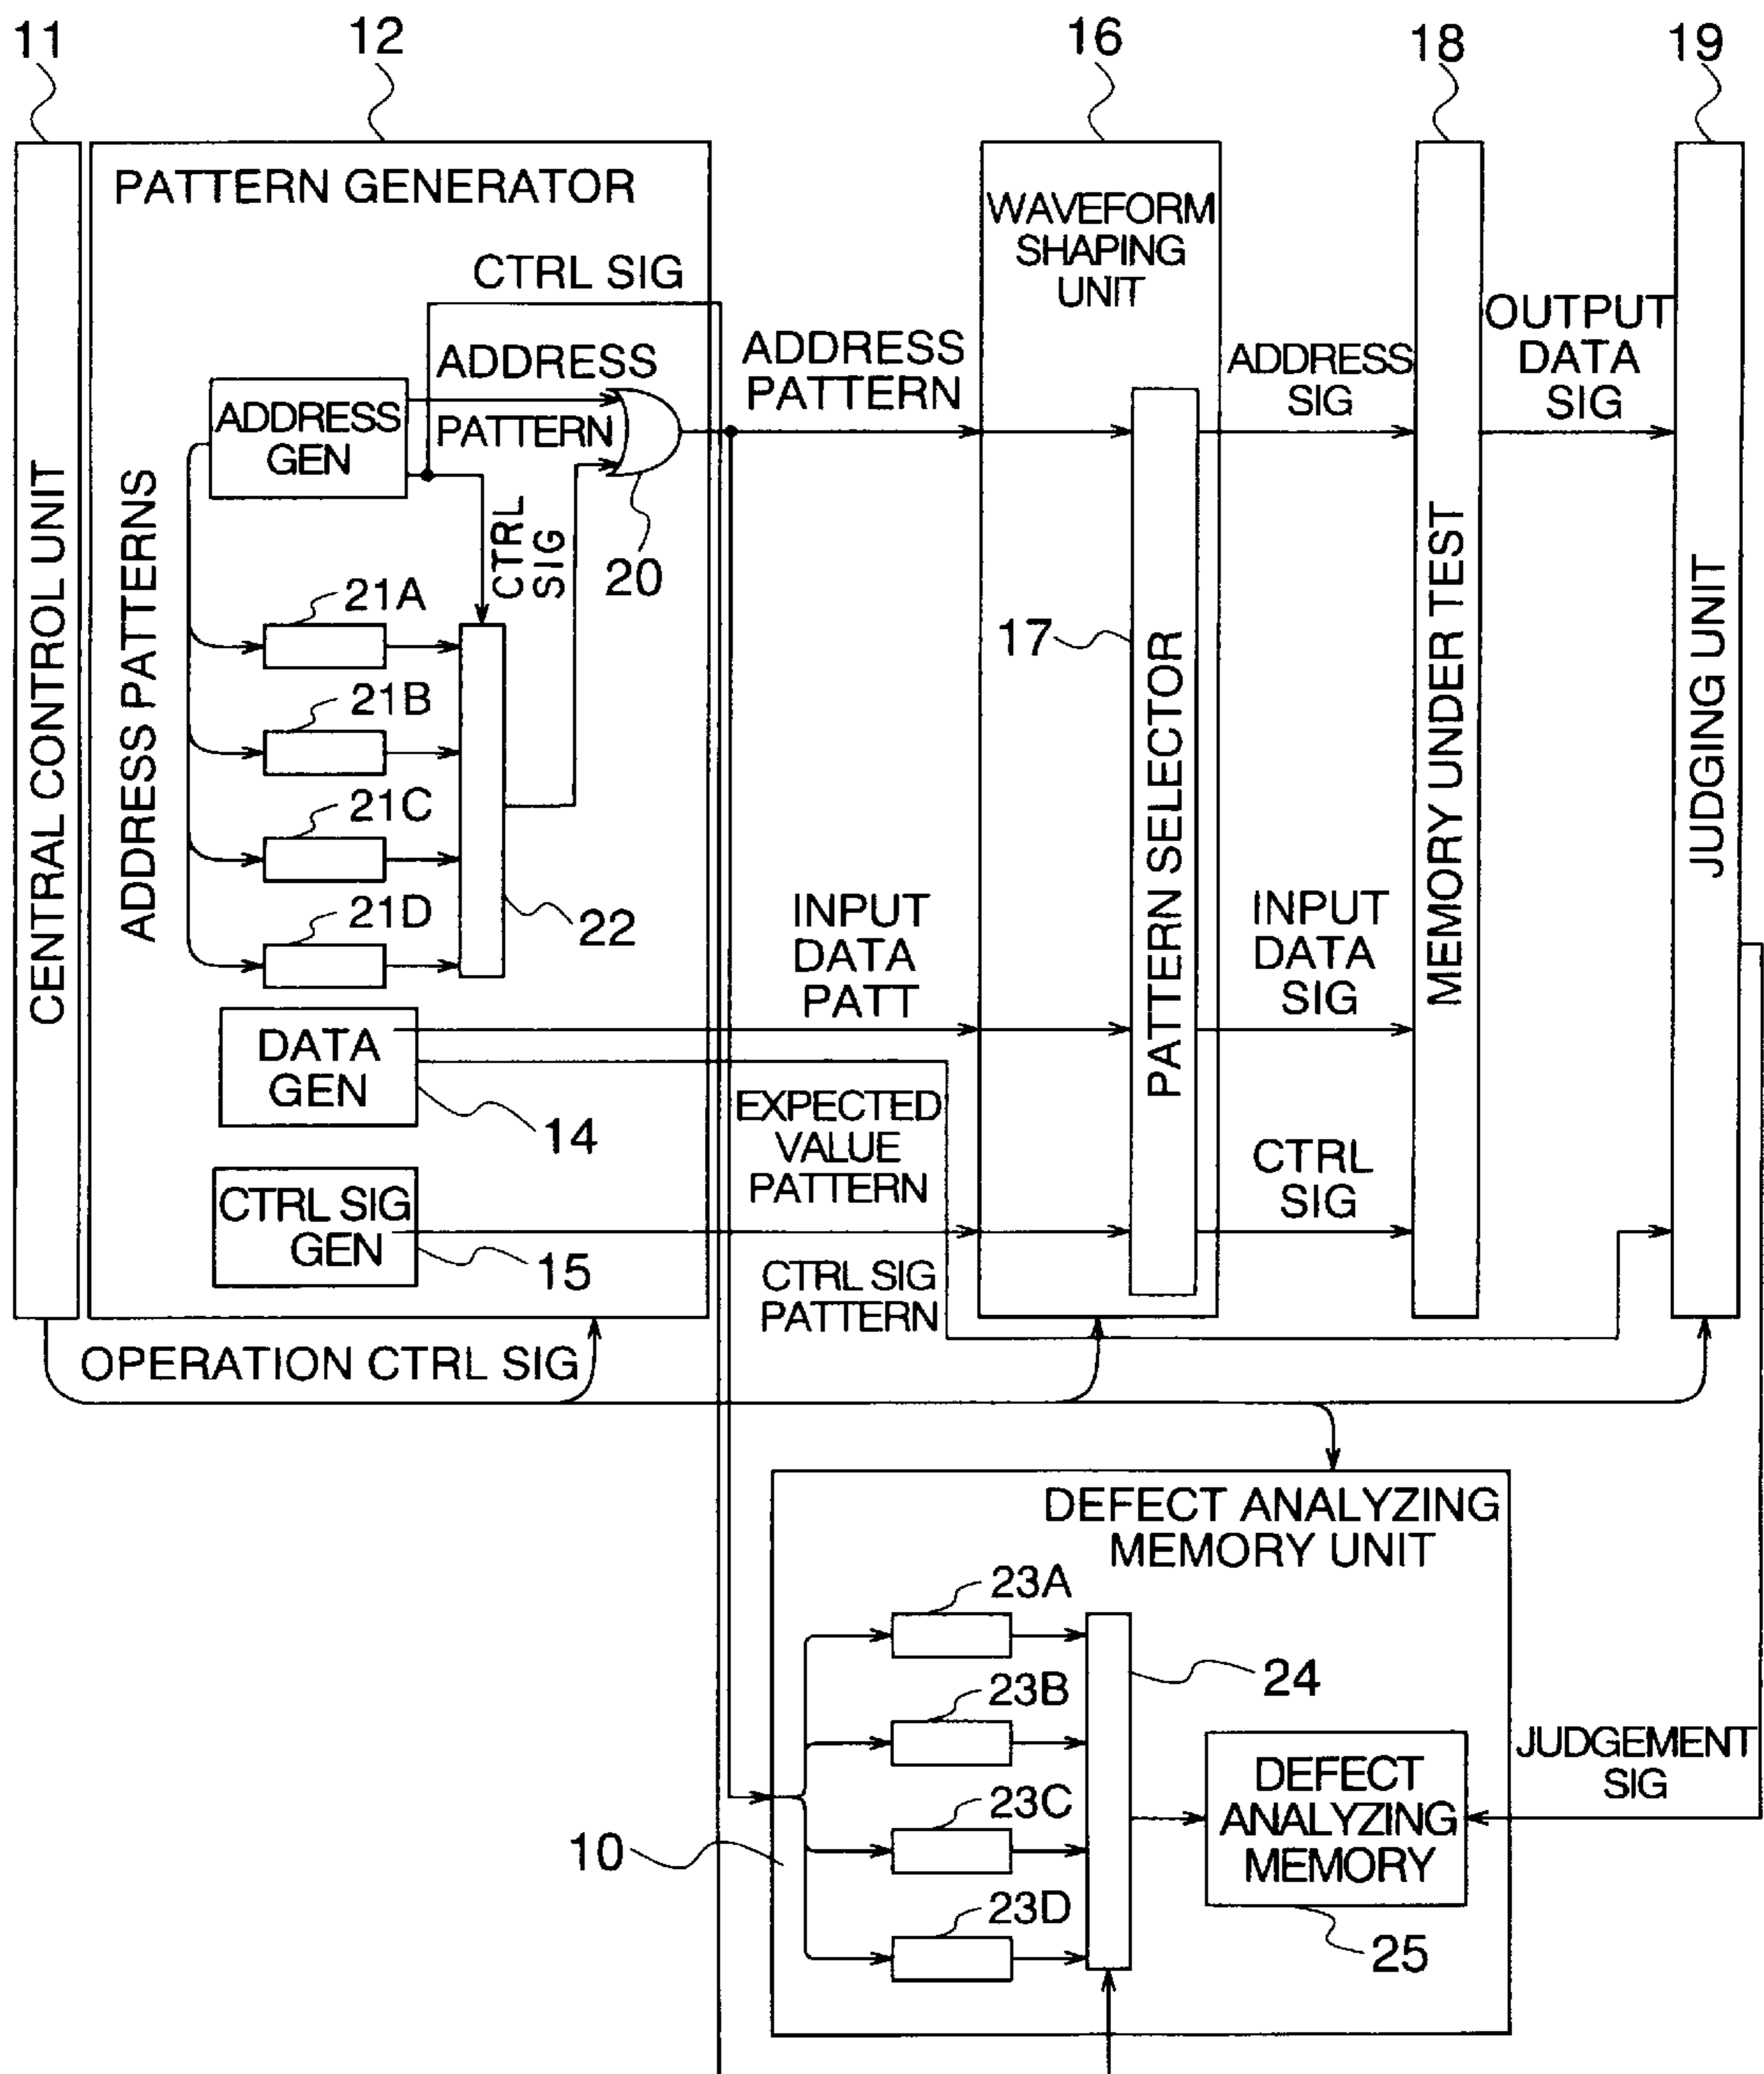 11
12
16
18
19
PATTERN GENERATOR
WAVEFORM
SHAPING
UNIT
CTRL SIG
ADDRESS
PATTERN
ADDRESS
PATTERN
ADDRESS
SIG
OUTPUT
DATA
SIG
ADDRESS
GEN
CTRL
SIG
20
CENTRAL CONTROL UNIT
ADDRESS PATTERNS
21A
21B
21C
21D
22
17
PATTERN SELECTOR
MEMORY UNDER TEST
JUDGING UNIT
INPUT
DATA
PATT
INPUT
DATA
SIG
DATA
GEN
14
EXPECTED
VALUE
PATTERN
CTRL
SIG
CTRL SIG
GEN
15
CTRL SIG
PATTERN
OPERATION CTRL SIG
DEFECT ANALYZING
MEMORY UNIT
23A
23B
23C
23D
24
10
DEFECT
ANALYZING
MEMORY
25
JUDGEMENT
SIG